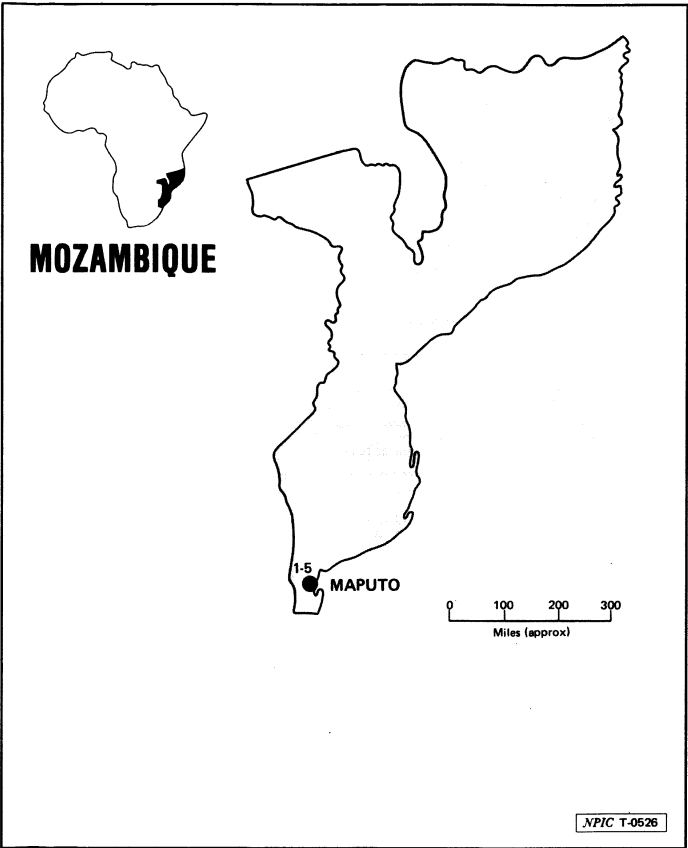 MOZAMBIQUE
1-5
MAPUTO
0 100 200 300
Miles (approx)
NPIC T-0526